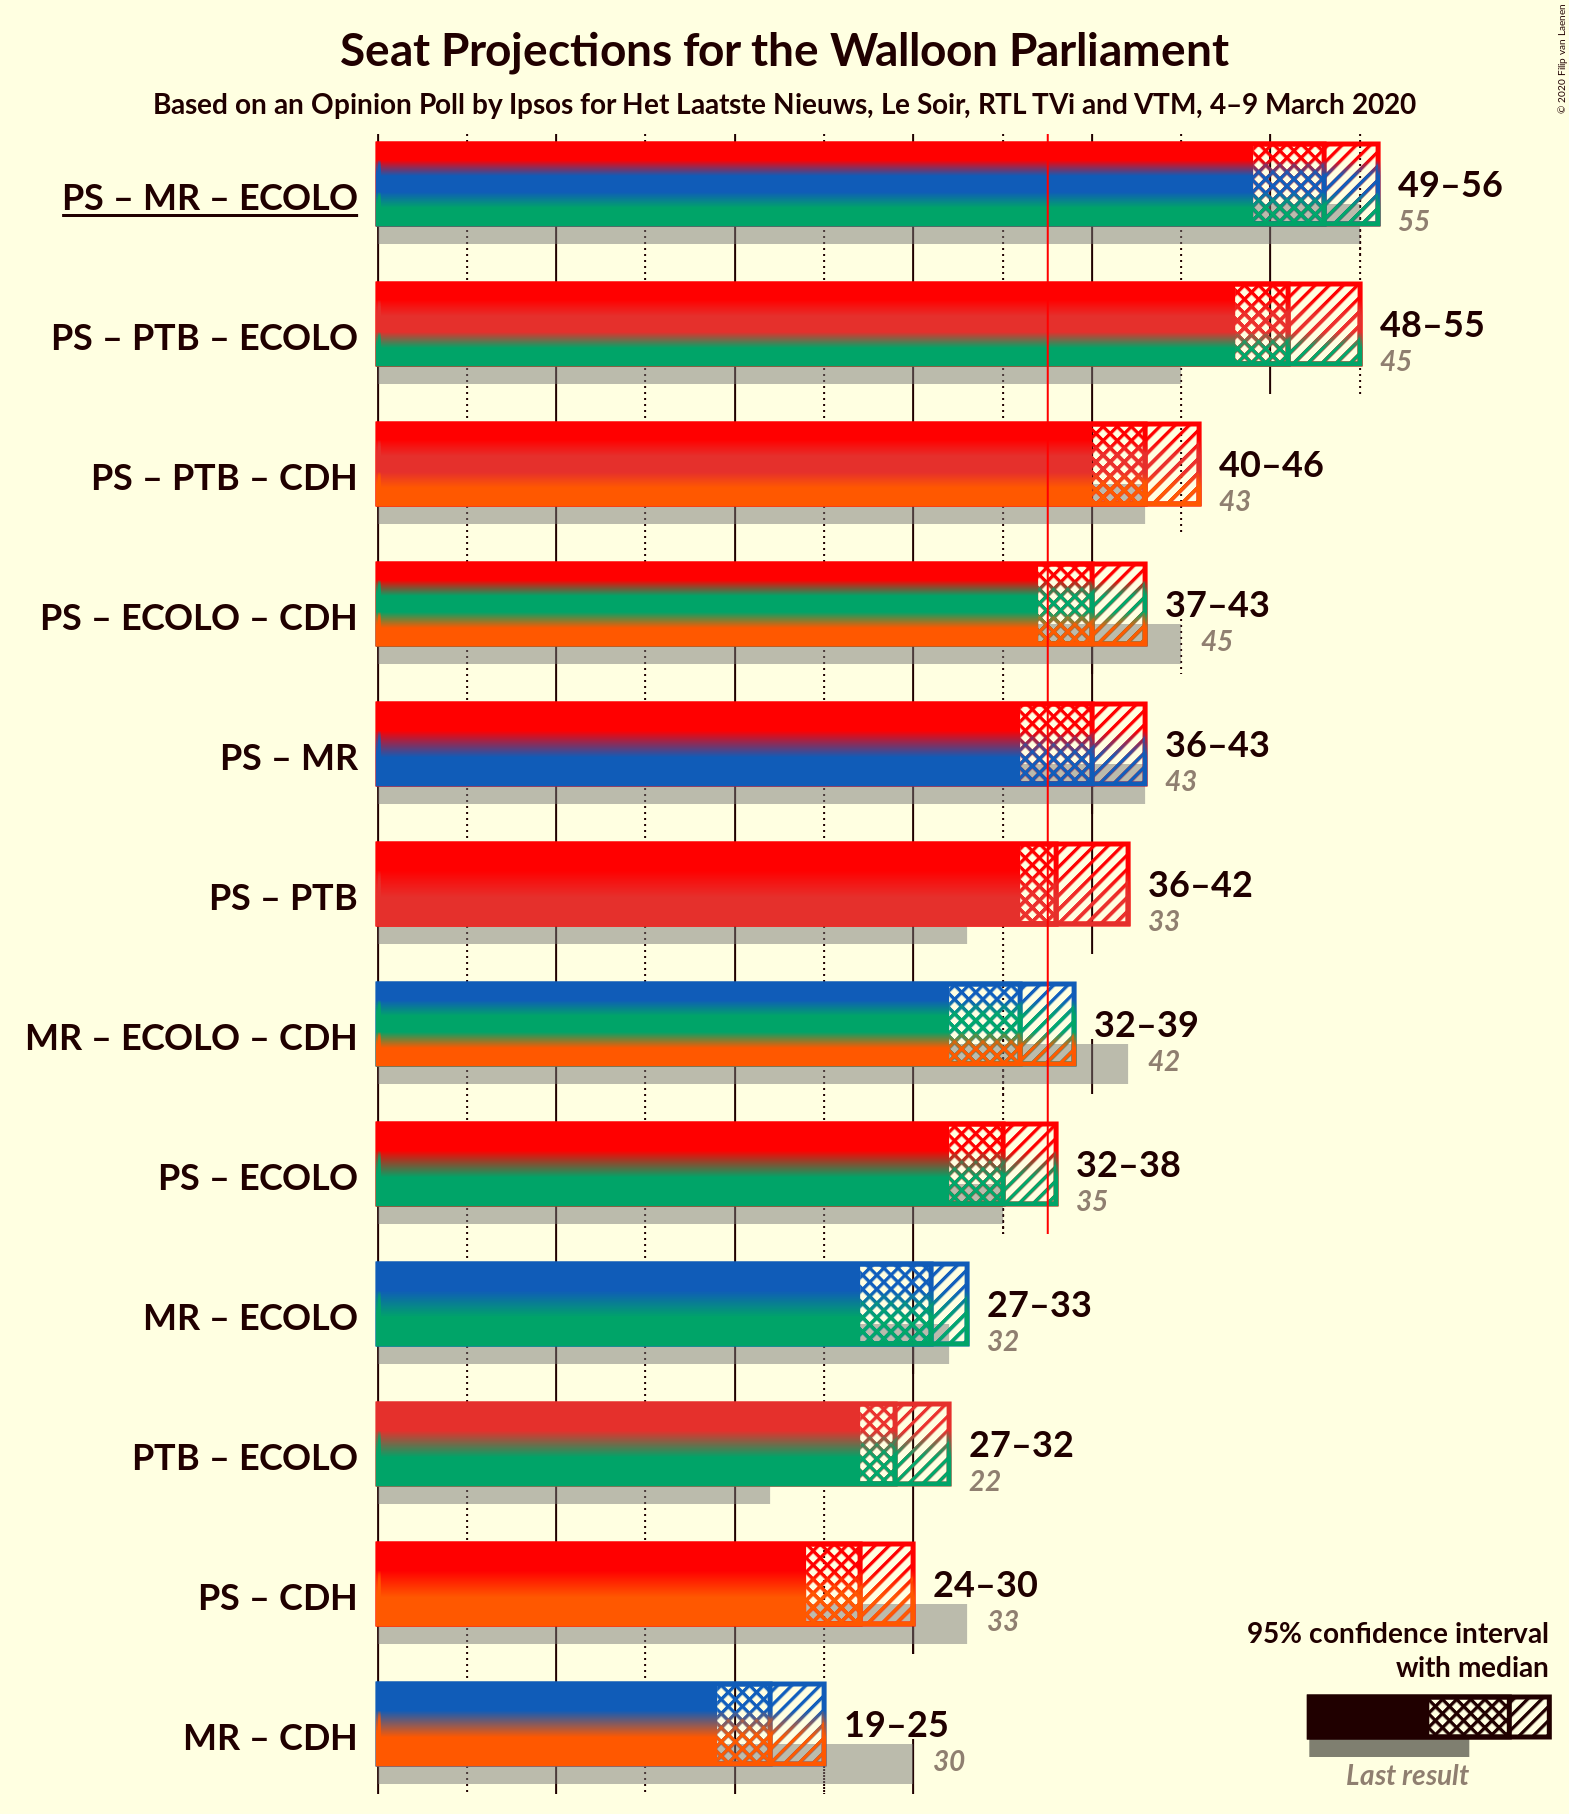 Seat Projections for the Walloon Parliament
Based on an Opinion Poll by Ipsos for Het Laatste Nieuws, Le Soir, RTL TVi and VTM, 4–9 March 2020
© 2020 Filip van Laenen
PS – MR – ECOLO
49–56
55
PS – PTB – ECOLO
48–55
45
PS – PTB – CDH
40–46
43
PS – ECOLO – CDH
37–43
45
PS – MR
36–43
43
PS – PTB
36–42
33
MR – ECOLO – CDH
32–39
42
PS – ECOLO
32–38
35
MR – ECOLO
27–33
32
PTB – ECOLO
27–32
22
PS – CDH
24–30
33
MR – CDH
19–25
30
95% confidence interval
with median
Last result